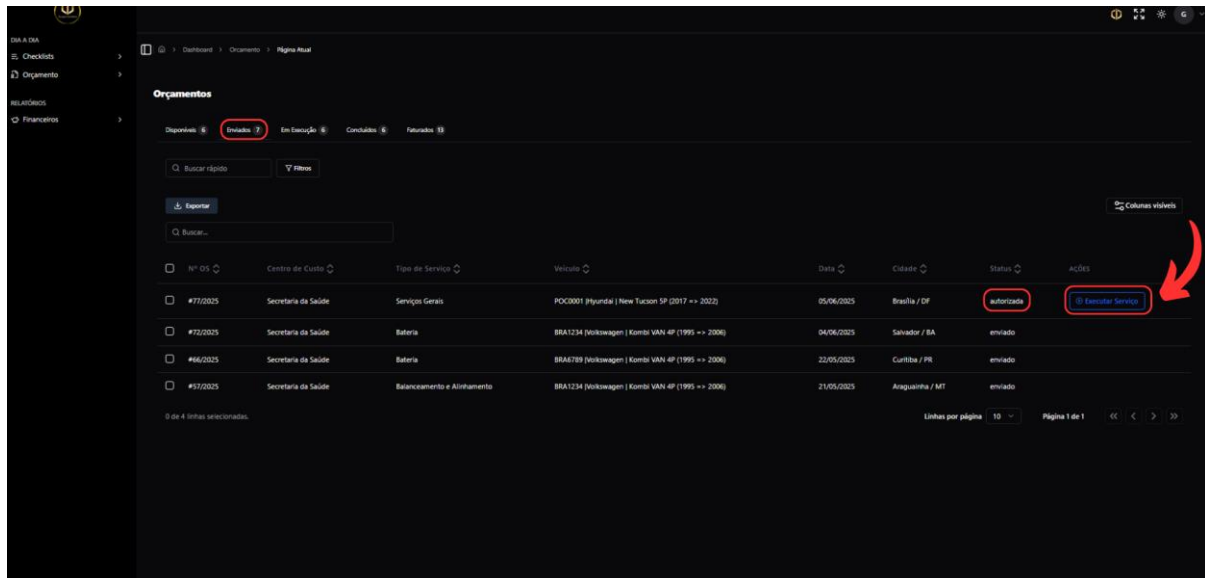 G
DIA A DIA
Checklists
Dashboard > Orcamento > Página Atual
Orçamento
RELATÓRIOS
Financeiros
Orçamentos
Disponíveis 6 Enviados 7 Em Execução 6 Concluídos 6 Faturados 13
Buscar rápido Filtros
Exportar Colunas visíveis
Buscar...
Nº OS Centro de Custo Tipo de Serviço Veículo Data Cidade Status AÇÕES
#77/2025 Secretaria da Saúde Serviços Gerais POC0001 |Hyundai | New Tucson 5P (2017 => 2022) 05/06/2025 Brasília / DF autorizada Executar Serviço
#72/2025 Secretaria da Saúde Bateria BRA1234 |Volkswagen | Kombi VAN 4P (1995 => 2006) 04/06/2025 Salvador / BA enviado
#66/2025 Secretaria da Saúde Bateria BRA6789 |Volkswagen | Kombi VAN 4P (1995 => 2006) 22/05/2025 Curitiba / PR enviado
#57/2025 Secretaria da Saúde Balanceamento e Alinhamento BRA1234 |Volkswagen | Kombi VAN 4P (1995 => 2006) 21/05/2025 Araguainha / MT enviado
0 de 4 linhas selecionadas. Linhas por página 10 Página 1 de 1